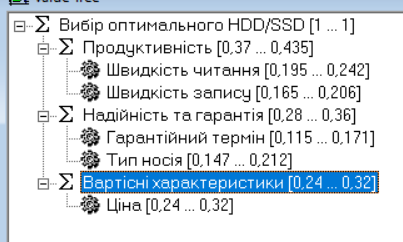 Value Tree
Σ Вибір оптимального HDD/SSD [1 ... 1]
Σ Продуктивність [0,37 ... 0,435]
Швидкість читання [0,195 ... 0,242]
Швидкість запису [0,165 ... 0,206]
Σ Надійність та гарантія [0,28 ... 0,36]
Гарантійний термін [0,115 ... 0,171]
Тип носія [0,147 ... 0,212]
Σ Вартісні характеристики [0,24 ... 0,32]
Ціна [0,24 ... 0,32]